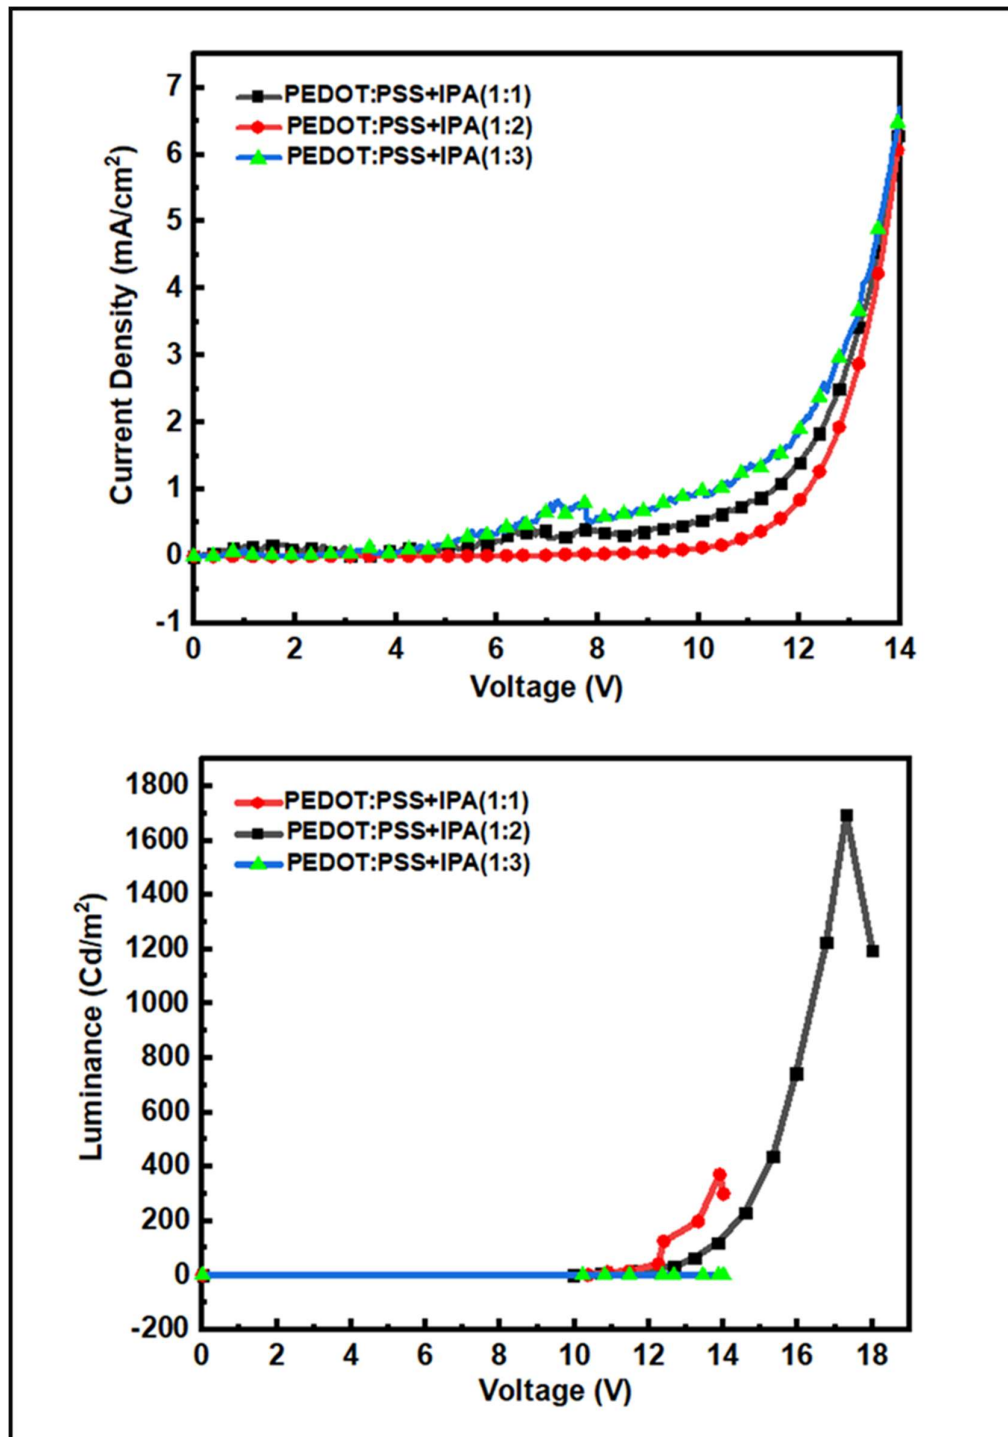 PEDOT:PSS+IPA(1:1)
PEDOT:PSS+IPA(1:2)
PEDOT:PSS+IPA(1:3)
Current Density (mA/cm²)
7
6
5
4
3
2
1
0
-1
0 2 4 6 8 10 12 14
Voltage (V)
PEDOT:PSS+IPA(1:1)
PEDOT:PSS+IPA(1:2)
PEDOT:PSS+IPA(1:3)
Luminance (Cd/m²)
1800
1600
1400
1200
1000
800
600
400
200
0
-200
0 2 4 6 8 10 12 14 16 18
Voltage (V)